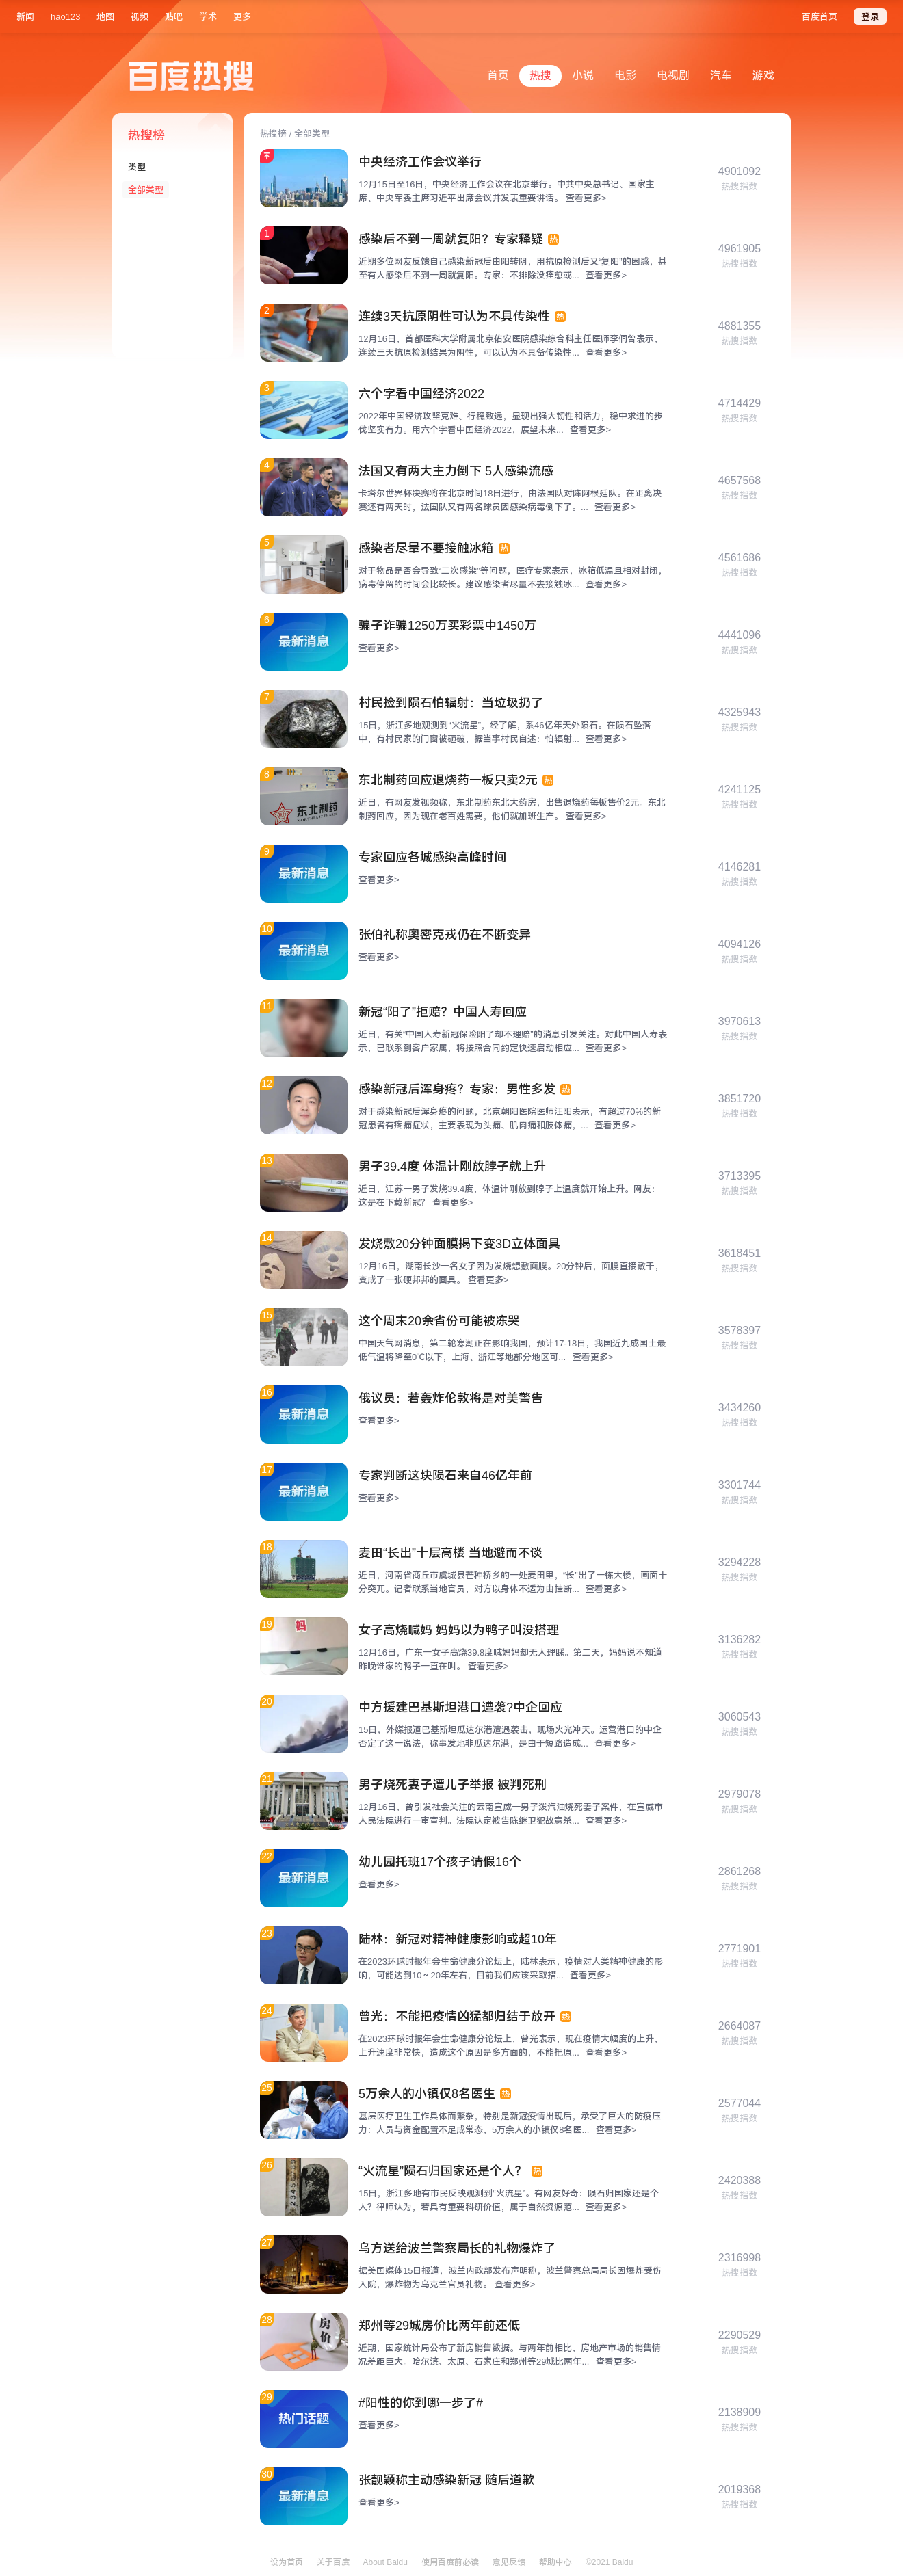 新闻 hao123 地图 视频 贴吧 学术 更多 百度首页 登录
百度热搜
首页 热搜 小说 电影 电视剧 汽车 游戏
热搜榜
类型
全部类型
热搜榜 / 全部类型
中央经济工作会议举行
12月15日至16日，中央经济工作会议在北京举行。中共中央总书记、国家主
席、中央军委主席习近平出席会议并发表重要讲话。 查看更多>
4901092
热搜指数
1
感染后不到一周就复阳？专家释疑 热
近期多位网友反馈自己感染新冠后由阳转阴，用抗原检测后又“复阳”的困惑，甚
至有人感染后不到一周就复阳。专家：不排除没痊愈或... 查看更多>
4961905
热搜指数
2
连续3天抗原阴性可认为不具传染性 热
12月16日，首都医科大学附属北京佑安医院感染综合科主任医师李侗曾表示，
连续三天抗原检测结果为阴性，可以认为不具备传染性... 查看更多>
4881355
热搜指数
3
六个字看中国经济2022
2022年中国经济攻坚克难、行稳致远，显现出强大韧性和活力，稳中求进的步
伐坚实有力。用六个字看中国经济2022，展望未来... 查看更多>
4714429
热搜指数
4
法国又有两大主力倒下 5人感染流感
卡塔尔世界杯决赛将在北京时间18日进行，由法国队对阵阿根廷队。在距离决
赛还有两天时，法国队又有两名球员因感染病毒倒下了。... 查看更多>
4657568
热搜指数
5
感染者尽量不要接触冰箱 热
对于物品是否会导致“二次感染”等问题，医疗专家表示，冰箱低温且相对封闭，
病毒停留的时间会比较长。建议感染者尽量不去接触冰... 查看更多>
4561686
热搜指数
6
最新消息
骗子诈骗1250万买彩票中1450万
查看更多>
4441096
热搜指数
7
村民捡到陨石怕辐射：当垃圾扔了
15日，浙江多地观测到“火流星”，经了解，系46亿年天外陨石。在陨石坠落
中，有村民家的门窗被砸破，据当事村民自述：怕辐射... 查看更多>
4325943
热搜指数
8
东北制药
东北制药回应退烧药一板只卖2元 热
近日，有网友发视频称，东北制药东北大药房，出售退烧药每板售价2元。东北
制药回应，因为现在老百姓需要，他们就加班生产。 查看更多>
4241125
热搜指数
9
最新消息
专家回应各城感染高峰时间
查看更多>
4146281
热搜指数
10
最新消息
张伯礼称奥密克戎仍在不断变异
查看更多>
4094126
热搜指数
11
新冠“阳了”拒赔？中国人寿回应
近日，有关“中国人寿新冠保险阳了却不理赔”的消息引发关注。对此中国人寿表
示，已联系到客户家属，将按照合同约定快速启动相应... 查看更多>
3970613
热搜指数
12
感染新冠后浑身疼？专家：男性多发 热
对于感染新冠后浑身疼的问题，北京朝阳医院医师汪阳表示，有超过70%的新
冠患者有疼痛症状，主要表现为头痛、肌肉痛和肢体痛，... 查看更多>
3851720
热搜指数
13
男子39.4度 体温计刚放脖子就上升
近日，江苏一男子发烧39.4度，体温计刚放到脖子上温度就开始上升。网友：
这是在下载新冠？ 查看更多>
3713395
热搜指数
14
发烧敷20分钟面膜揭下变3D立体面具
12月16日，湖南长沙一名女子因为发烧想敷面膜。20分钟后，面膜直接敷干，
变成了一张硬邦邦的面具。 查看更多>
3618451
热搜指数
15
这个周末20余省份可能被冻哭
中国天气网消息，第二轮寒潮正在影响我国，预计17-18日，我国近九成国土最
低气温将降至0℃以下，上海、浙江等地部分地区可... 查看更多>
3578397
热搜指数
16
最新消息
俄议员：若轰炸伦敦将是对美警告
查看更多>
3434260
热搜指数
17
最新消息
专家判断这块陨石来自46亿年前
查看更多>
3301744
热搜指数
18
麦田“长出”十层高楼 当地避而不谈
近日，河南省商丘市虞城县芒种桥乡的一处麦田里，“长”出了一栋大楼，画面十
分突兀。记者联系当地官员，对方以身体不适为由挂断... 查看更多>
3294228
热搜指数
19
妈
女子高烧喊妈 妈妈以为鸭子叫没搭理
12月16日，广东一女子高烧39.8度喊妈妈却无人理睬。第二天，妈妈说不知道
昨晚谁家的鸭子一直在叫。 查看更多>
3136282
热搜指数
20
中方援建巴基斯坦港口遭袭?中企回应
15日，外媒报道巴基斯坦瓜达尔港遭遇袭击，现场火光冲天。运营港口的中企
否定了这一说法，称事发地非瓜达尔港，是由于短路造成... 查看更多>
3060543
热搜指数
21
男子烧死妻子遭儿子举报 被判死刑
12月16日，曾引发社会关注的云南宣威一男子泼汽油烧死妻子案件，在宣威市
人民法院进行一审宣判。法院认定被告陈继卫犯故意杀... 查看更多>
2979078
热搜指数
22
最新消息
幼儿园托班17个孩子请假16个
查看更多>
2861268
热搜指数
23
陆林：新冠对精神健康影响或超10年
在2023环球时报年会生命健康分论坛上，陆林表示，疫情对人类精神健康的影
响，可能达到10～20年左右，目前我们应该采取措... 查看更多>
2771901
热搜指数
24
曾光：不能把疫情凶猛都归结于放开 热
在2023环球时报年会生命健康分论坛上，曾光表示，现在疫情大幅度的上升，
上升速度非常快，造成这个原因是多方面的，不能把原... 查看更多>
2664087
热搜指数
25
5万余人的小镇仅8名医生 热
基层医疗卫生工作具体而繁杂，特别是新冠疫情出现后，承受了巨大的防疫压
力：人员与资金配置不足成常态，5万余人的小镇仅8名医... 查看更多>
2577044
热搜指数
26
“火流星”陨石归国家还是个人？ 热
15日，浙江多地有市民反映观测到“火流星”。有网友好奇：陨石归国家还是个
人？律师认为，若具有重要科研价值，属于自然资源范... 查看更多>
2420388
热搜指数
27
乌方送给波兰警察局长的礼物爆炸了
据美国媒体15日报道，波兰内政部发布声明称，波兰警察总局局长因爆炸受伤
入院，爆炸物为乌克兰官员礼物。 查看更多>
2316998
热搜指数
28
房价
郑州等29城房价比两年前还低
近期，国家统计局公布了新房销售数据。与两年前相比，房地产市场的销售情
况差距巨大。哈尔滨、太原、石家庄和郑州等29城比两年... 查看更多>
2290529
热搜指数
29
热门话题
#阳性的你到哪一步了#
查看更多>
2138909
热搜指数
30
最新消息
张靓颖称主动感染新冠 随后道歉
查看更多>
2019368
热搜指数
设为首页 关于百度 About Baidu 使用百度前必读 意见反馈 帮助中心 ©2021 Baidu